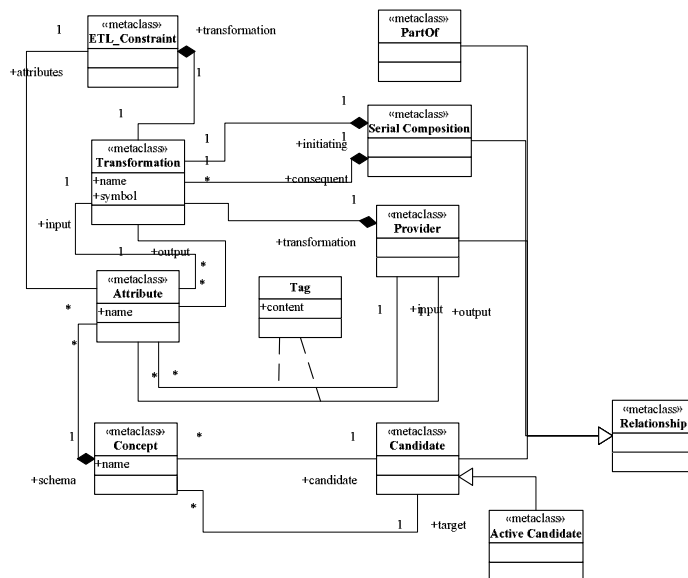 1
«metaclass»
ETL_Constraint
+transformation
«metaclass»
PartOf
+attributes
1
1
1
«metaclass»
Serial Composition
1
1
+initiating
«metaclass»
Transformation
1
+name
+symbol
*
+consequent
1
1
«metaclass»
Provider
+input
1
+output
+transformation
*
*
«metaclass»
Attribute
+name
Tag
+content
*
1
+input
1
+output
*
*
*
«metaclass»
Relationship
«metaclass»
Concept
+name
1
*
1
«metaclass»
Candidate
+schema
+candidate
*
1
+target
«metaclass»
Active Candidate